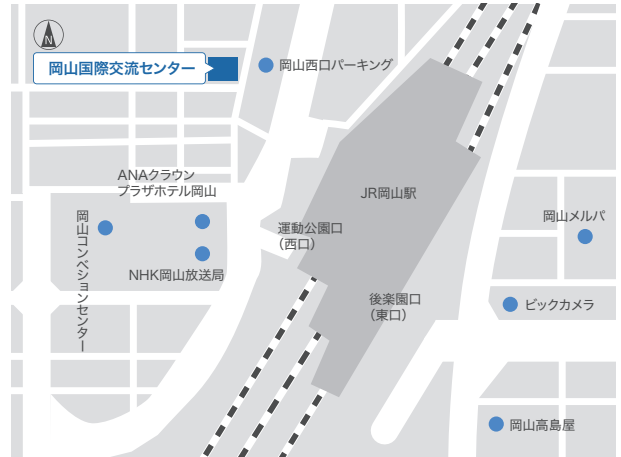 N
岡山国際交流センター
岡山西口パーキング
ANAクラウン
プラザホテル岡山
JR岡山駅
岡山メルパ
運動公園口
（西口）
岡山コンベションセンター
NHK岡山放送局
後楽園口
（東口）
ビックカメラ
岡山高島屋